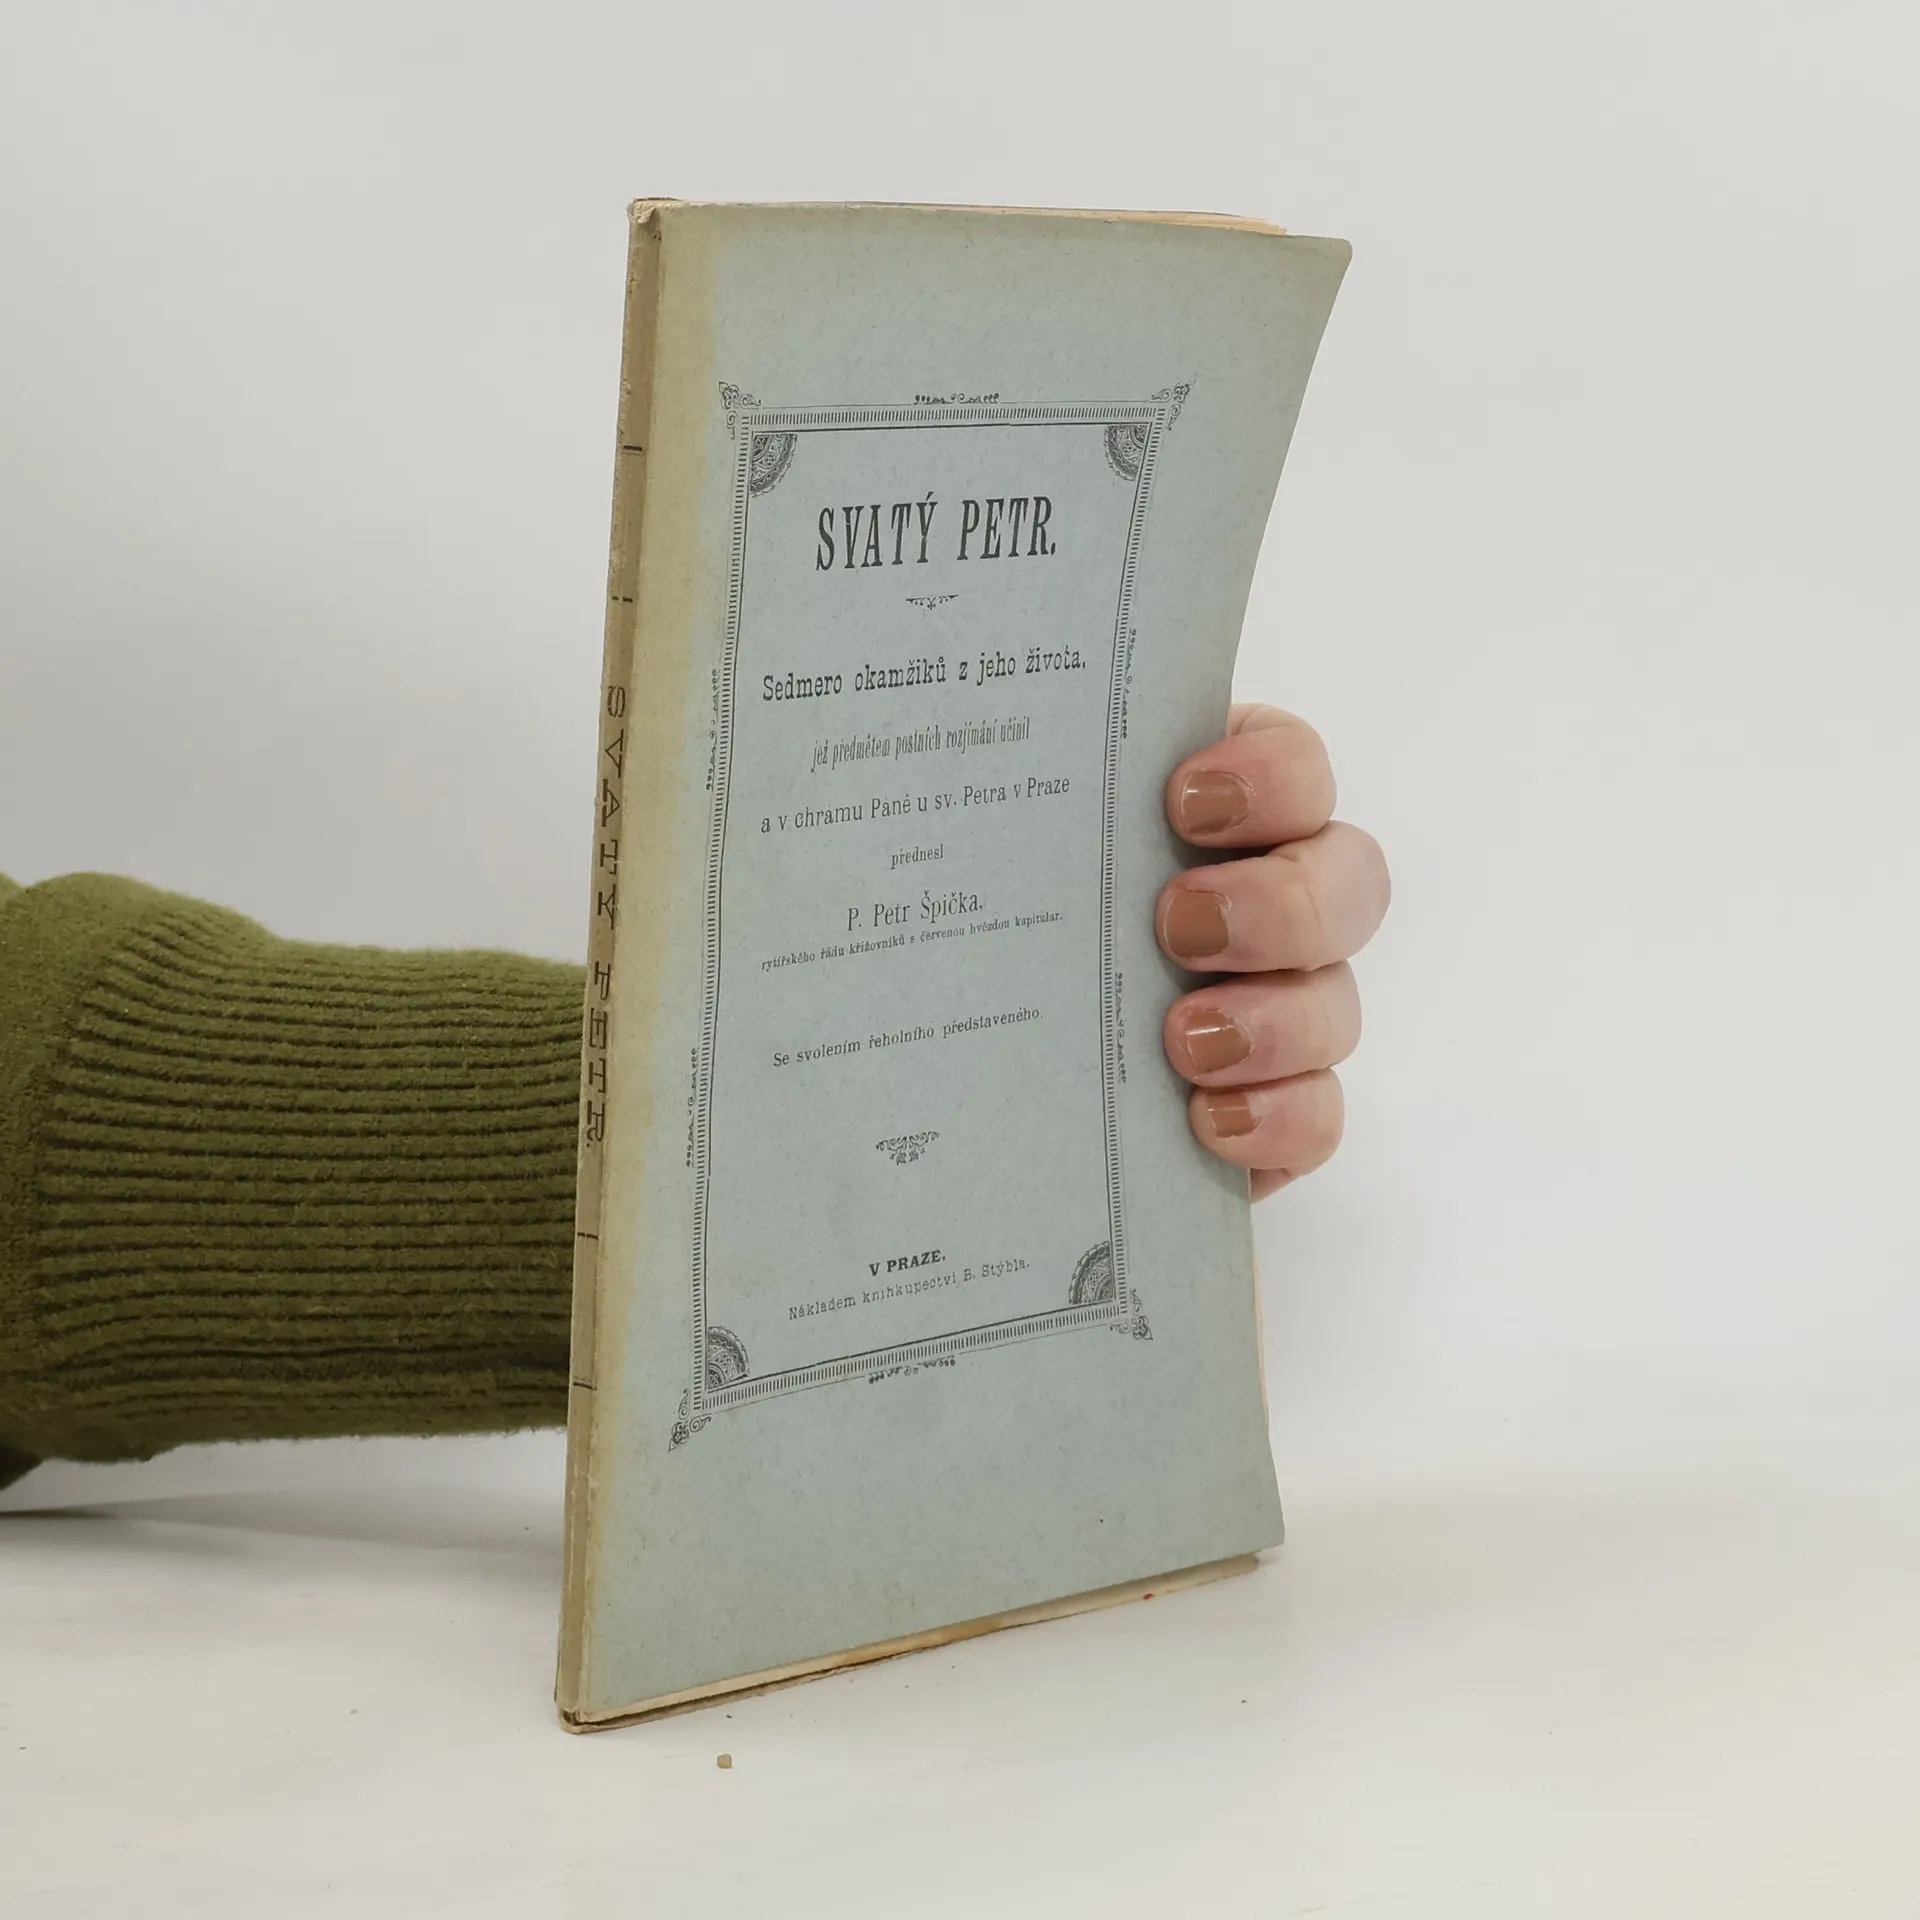 SVATÝ PETR.
Sedmero okamžiků z jeho života,
jež předmětem postních rozjímání učinil
a v chrámu Páně u sv. Petra v Praze
přednesl
P. Petr Špička,
rytířského řádu křižovníků s červenou hvězdou kapitular.
Se svolením řeholního představeného.
V PRAZE.
Nákladem knihkupectví B. Stýbla.
SVATÝ PETR.